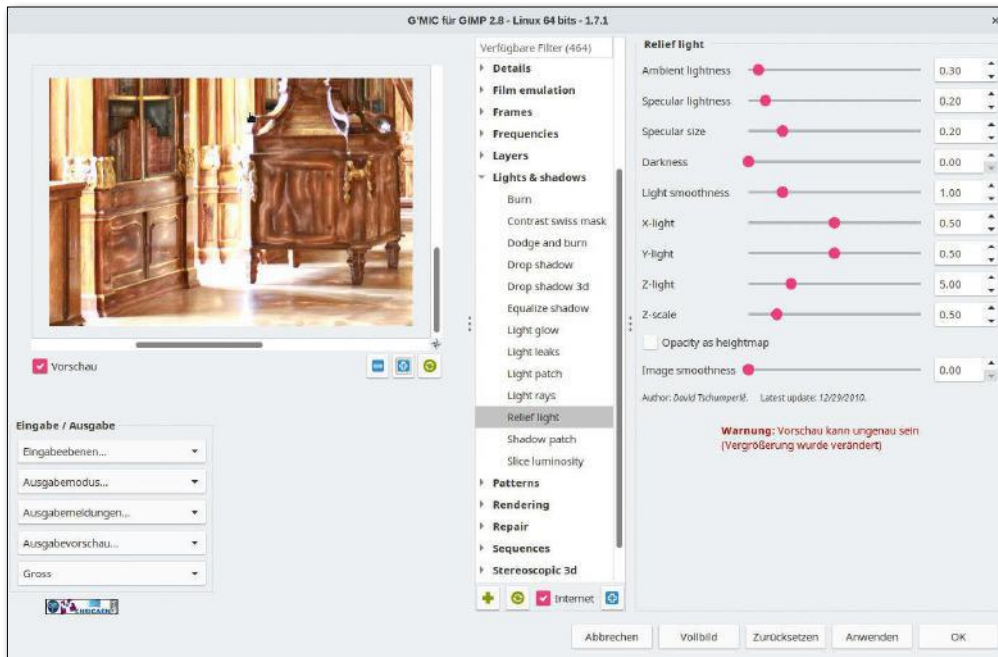 G'MIC für GIMP 2.8 - Linux 64 bits - 1.7.1
Vorschau
Eingabe / Ausgabe
Eingabeebenen...
Ausgabemodus...
Ausgabemeldungen...
Ausgabevorschau...
Gross
Verfügbare Filter (464)
Details
Film emulation
Frames
Frequencies
Layers
Lights & shadows
Burn
Contrast swiss mask
Dodge and burn
Drop shadow
Drop shadow 3d
Equalize shadow
Light glow
Light leaks
Light patch
Light rays
Relief light
Shadow patch
Slice luminosity
Patterns
Rendering
Repair
Sequences
Stereoscopic 3d
Internet
Relief light
Ambient lightness 0.30
Specular lightness 0.20
Specular size 0.20
Darkness 0.00
Light smoothness 1.00
X-light 0.50
Y-light 0.50
Z-light 5.00
Z-scale 0.50
Opacity as heightmap
Image smoothness 0.00
Author: David Tschumperlé. Latest update: 12/29/2010.
Warnung: Vorschau kann ungenau sein
(Vergrößerung wurde verändert)
Abbrechen Vollbild Zurücksetzen Anwenden OK